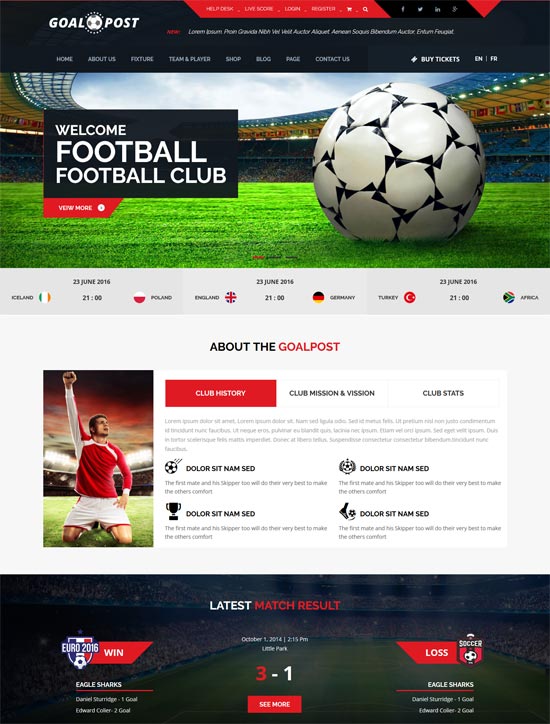 HELP DESK LIVE SCORE LOGIN REGISTER
GOAL POST
NEW: Lorem Ipsum. Proin Gravida Nibh Vel Velit Auctor Aliquet. Aenean Soquis Bibendum Auctor, Entum Feugiat.
HOME ABOUT US FIXTURE TEAM & PLAYER SHOP BLOG PAGE CONTACT US BUY TICKETS EN | FR
WELCOME
FOOTBALL
FOOTBALL CLUB
VEIW MORE
23 JUNE 2016 23 JUNE 2016 23 JUNE 2016
ICELAND 21 : 00 POLAND ENGLAND 21 : 00 GERMANY TURKEY 21 : 00 AFRICA
ABOUT THE GOALPOST
CLUB HISTORY CLUB MISSION & VISSION CLUB STATS
Lorem ipsum dolor sit amet, consectetur adipiscing elit. Nam sed ligula odio. Sed id metus felis. Etiam non nisl justo, condimentum
id tincidunt nunc faucibus. Ut neque eros, pulvinar eu blandit quis, lacinia nec ipsum. Etiam vel orci ipsum. Sed eget velit ipsum. Duis
in tortor scelerisque felis mattis imperdiet. Donec at libero tellus. Suspendisse consectetur consectetur bibendum tincidunt nunc
faucibus.
DOLOR SIT NAM SED DOLOR SIT NAM SED
The first mate and his Skipper too will do their very best to make The first mate and his Skipper too will do their very best to make
the others comfort the others comfort
DOLOR SIT NAM SED DOLOR SIT NAM SED
The first mate and his Skipper too will do their very best to make The first mate and his Skipper too will do their very best to make
the others comfort the others comfort
LATEST MATCH RESULT
October 1, 2014 | 2:15 Pm
Little Park
EURO 2016 WIN 3 - 1 LOSS SOCCER
EAGLE SHARKS EAGLE SHARKS
Daniel Sturridge - 1 Goal SEE MORE Daniel Sturridge - 1 Goal
Edward Coller- 2 Goal Edward Coller- 2 Goal